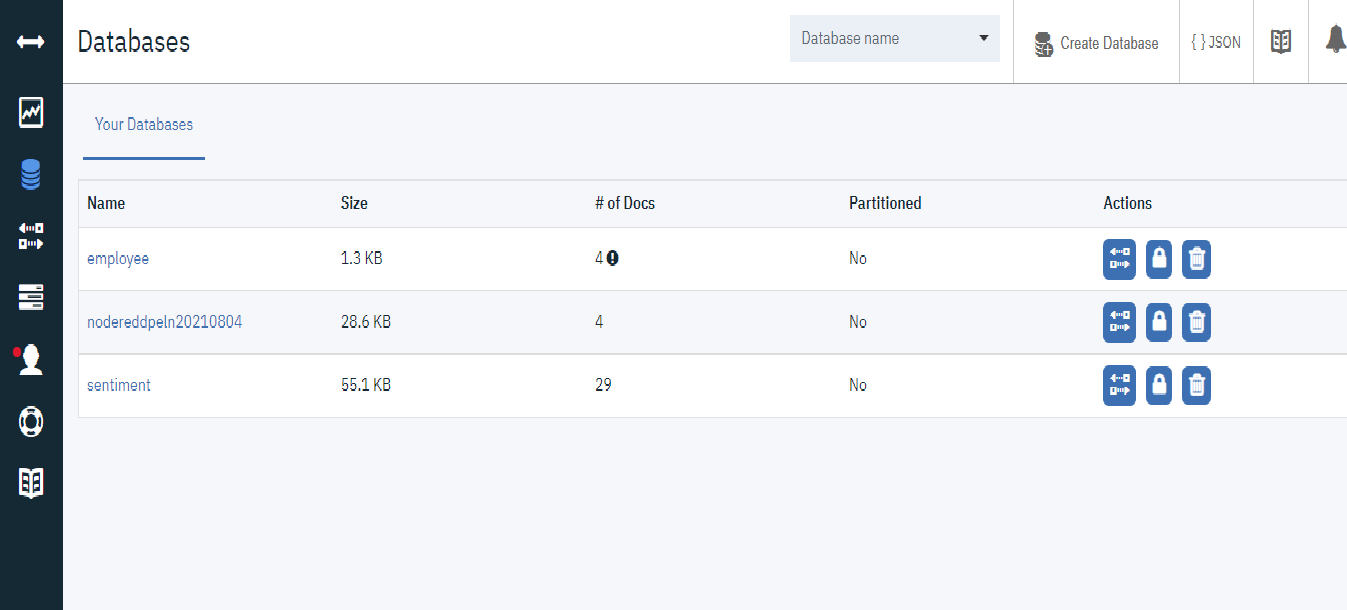 Databases
Database name
Create Database
{ } JSON
Your Databases
Name Size # of Docs Partitioned Actions
employee 1.3 KB 4 No
nodereddpeln20210804 28.6 KB 4 No
sentiment 55.1 KB 29 No